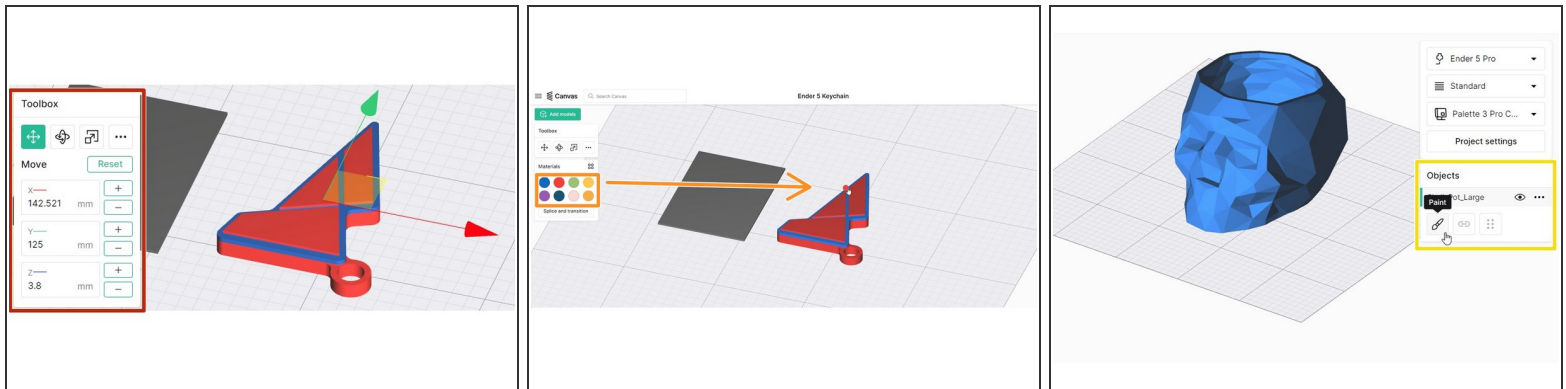 Toolbox
Move
Reset
X
+
142.521 mm
−
Y
+
125 mm
−
Z
+
3.8 mm
−
Canvas
Search Canvas
Ender 5 Keychain
Add models
Toolbox
Materials
Splice and transition
Ender 5 Pro
Standard
Palette 3 Pro C...
Project settings
Objects
Paint
ot_Large